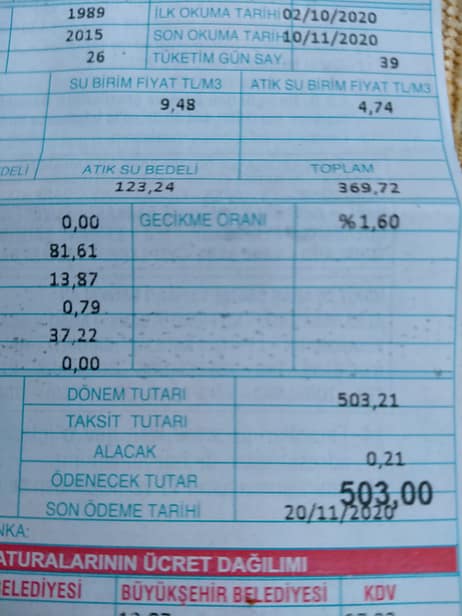 1989 İLK OKUMA TARİHİ 02/10/2020
2015 SON OKUMA TARİH 10/11/2020
26 TÜKETİM GÜN SAY. 39
SU BİRİM FİYAT TL/M3 ATIK SU BİRİM FİYAT TL/M3
9,48 4,74
DELİ ATIK SU BEDELİ TOPLAM
123,24 369,72
0,00 GECİKME ORANI %1,60
81,61
13,87
0,79
37,22
0,00
DÖNEM TUTARI 503,21
TAKSİT TUTARI
ALACAK 0,21
ÖDENECEK TUTAR 503,00
SON ÖDEME TARİHİ 20/11/2020
NKA:
ATURALARININ ÜCRET DAĞILIMI
ELEDİYESİ BÜYÜKŞEHİR BELEDİYESİ KDV